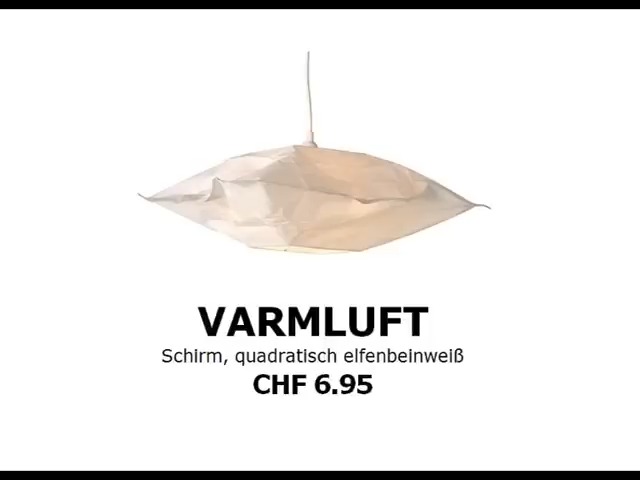 VARMLUFT
Schirm, quadratisch elfenbeinweiß
CHF 6.95